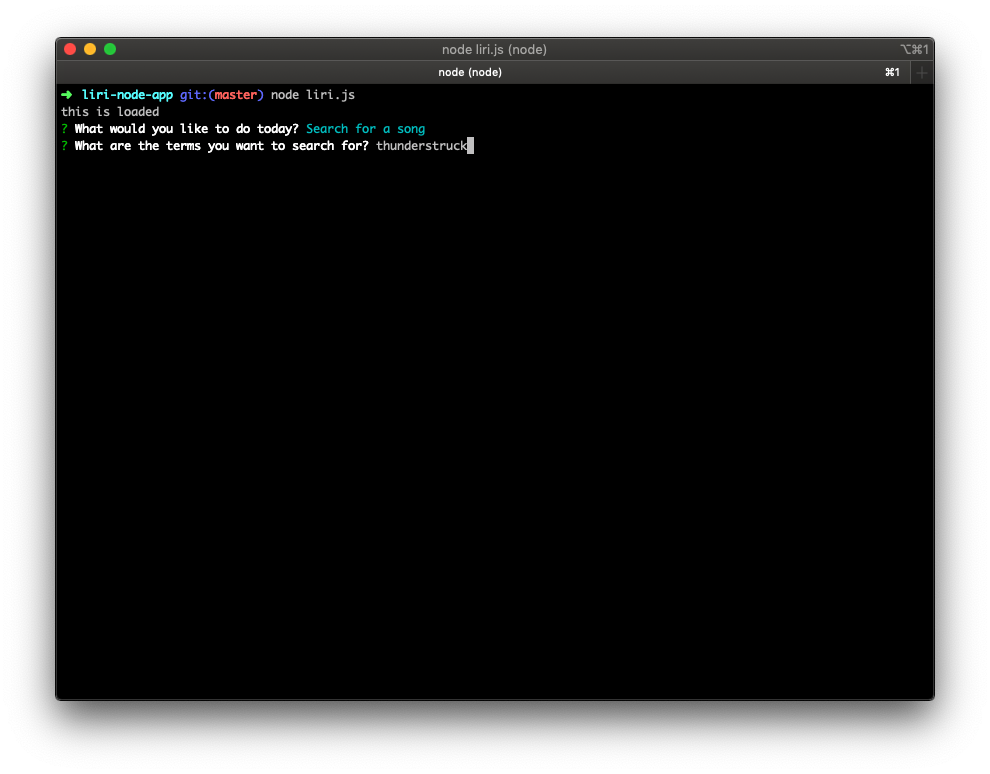 node liri.js (node)
⌥⌘1
node (node)
⌘1
+
➜ liri-node-app git:(master) node liri.js
this is loaded
? What would you like to do today? Search for a song
? What are the terms you want to search for? thunderstruck